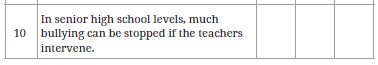 In senior high school levels, much
10 bullying can be stopped if the teachers
intervene.